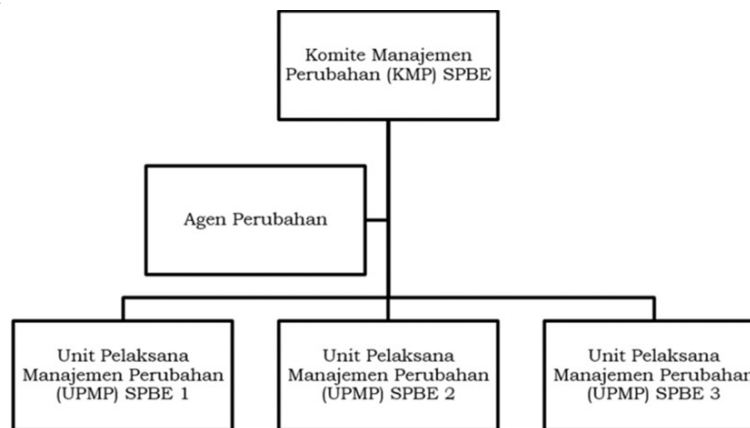 Komite Manajemen
Perubahan (KMP) SPBE
Agen Perubahan
Unit Pelaksana
Manajemen Perubahan
(UPMP) SPBE 1
Unit Pelaksana
Manajemen Perubahan
(UPMP) SPBE 2
Unit Pelaksana
Manajemen Perubahan
(UPMP) SPBE 3